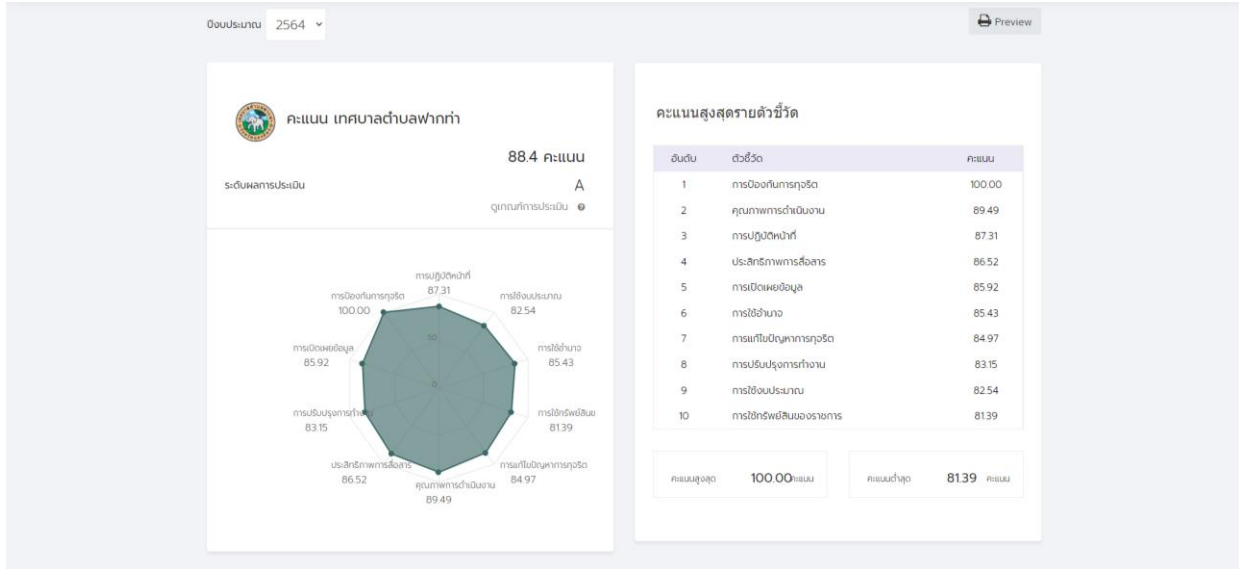 ปีงบประมาณ 2564
Preview
คะแนน เทศบาลตำบลฟากท่า
88.4 คะแนน
ระดับผลการประเมิน A
ดูเกณฑ์การประเมิน
การปฏิบัติหน้าที่
87.31
การป้องกันการทุจริต
100.00
การใช้งบประมาณ
82.54
การเปิดเผยข้อมูล
85.92
50
การใช้อำนาจ
85.43
0
การปรับปรุงการทำงาน
83.15
การใช้ทรัพย์สินข
81.39
ประสิทธิภาพการสื่อสาร
86.52
การแก้ไขปัญหาการทุจริต
84.97
คุณภาพการดำเนินงาน
89.49
คะแนนสูงสุดรายตัวชี้วัด
อันดับ ตัวชี้วัด คะแนน
1 การป้องกันการทุจริต 100.00
2 คุณภาพการดำเนินงาน 89.49
3 การปฏิบัติหน้าที่ 87.31
4 ประสิทธิภาพการสื่อสาร 86.52
5 การเปิดเผยข้อมูล 85.92
6 การใช้อำนาจ 85.43
7 การแก้ไขปัญหาการทุจริต 84.97
8 การปรับปรุงการทำงาน 83.15
9 การใช้งบประมาณ 82.54
10 การใช้ทรัพย์สินของราชการ 81.39
คะแนนสูงสุด 100.00 คะแนน
คะแนนต่ำสุด 81.39 คะแนน